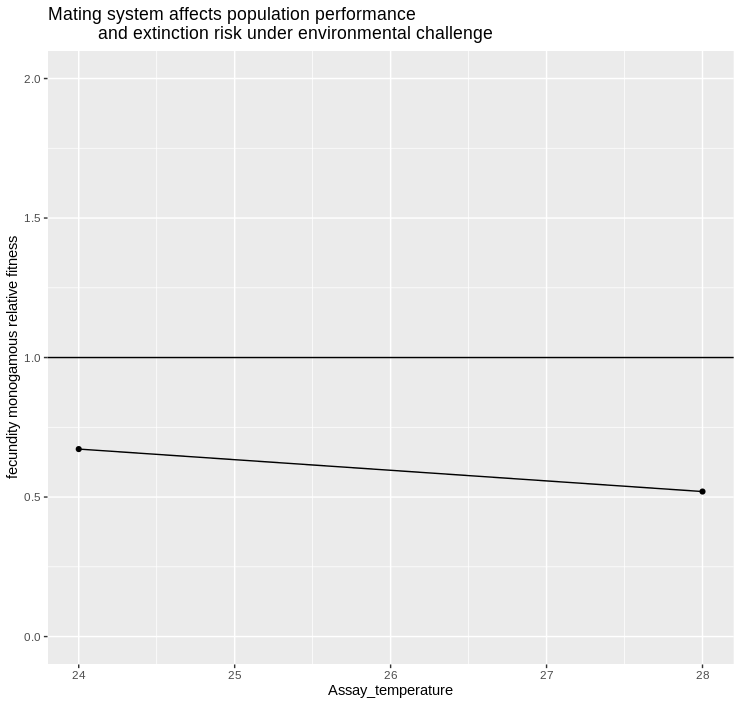 Mating system affects population performance
and extinction risk under environmental challenge
2.0
1.5
1.0
0.5
0.0
fecundity monogamous relative fitness
24 25 26 27 28
Assay_temperature